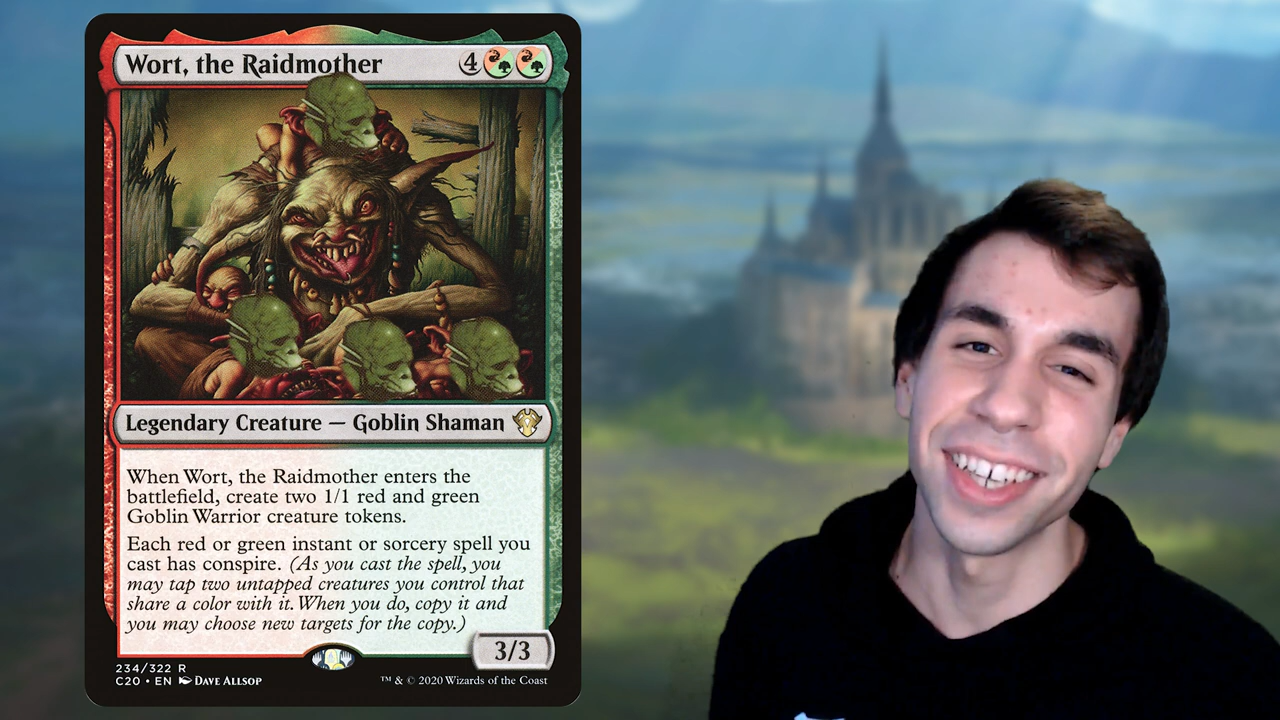 Wort, the Raidmother 4
Legendary Creature — Goblin Shaman
When Wort, the Raidmother enters the
battlefield, create two 1/1 red and green
Goblin Warrior creature tokens.
Each red or green instant or sorcery spell you
cast has conspire. (As you cast the spell, you
may tap two untapped creatures you control that
share a color with it. When you do, copy it and
you may choose new targets for the copy.)
3/3
234/322 R
C20 • EN DAVE ALLSOP
™ & © 2020 Wizards of the Coast